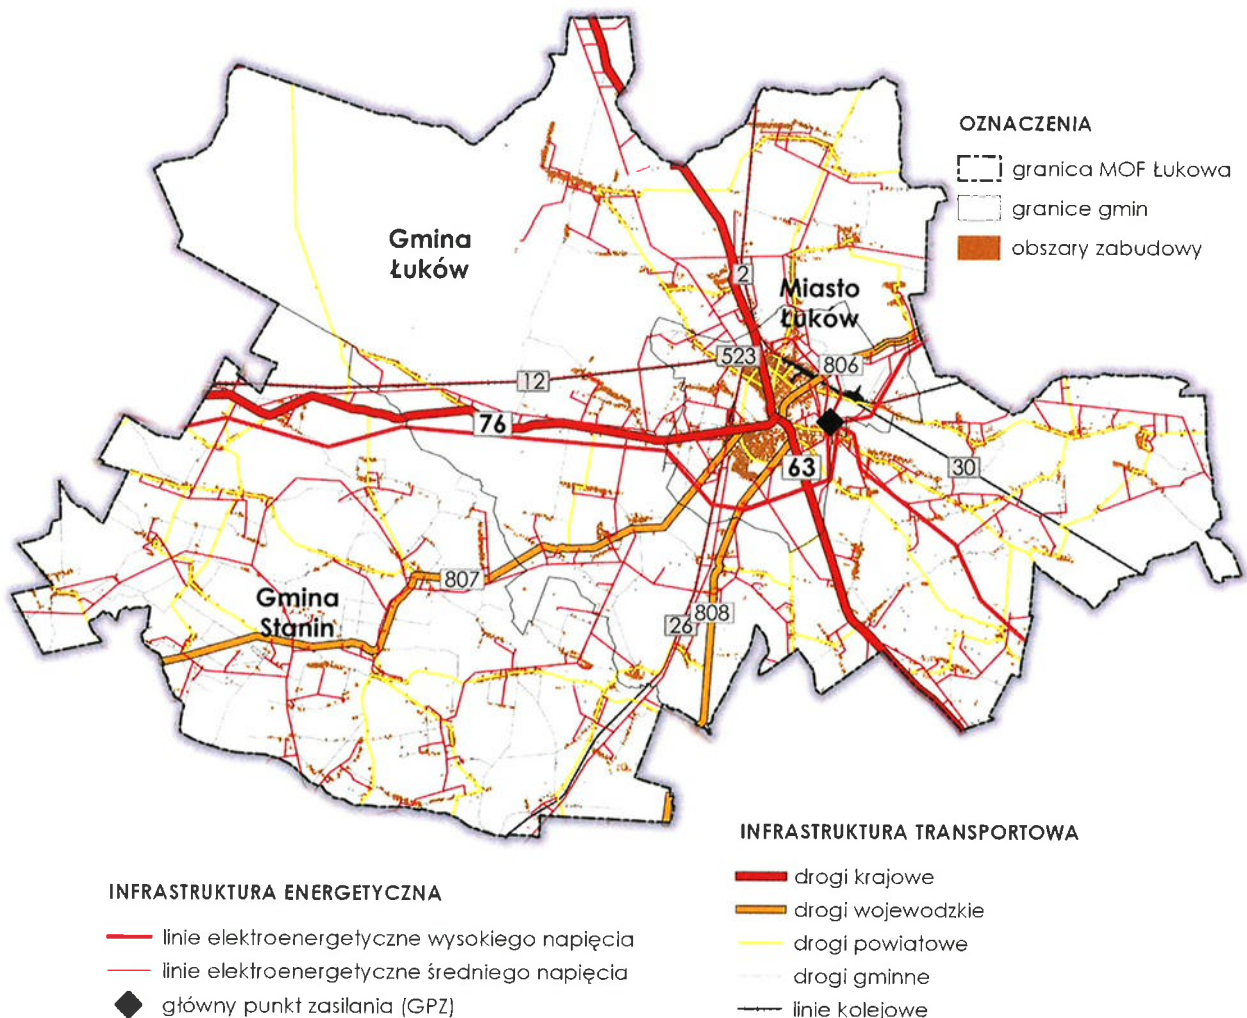 OZNACZENIA
granica MOF Łukowa
granice gmin
obszary zabudowy
Gmina
Łuków
Miasto
Łuków
2
523
806
12
76
63
30
807
Gmina
Stanin
26
808
INFRASTRUKTURA TRANSPORTOWA
drogi krajowe
drogi wojewodzkie
drogi powiatowe
drogi gminne
linie kolejowe
INFRASTRUKTURA ENERGETYCZNA
linie elektroenergetyczne wysokiego napięcia
linie elektroenergetyczne średniego napięcia
główny punkt zasilania (GPZ)